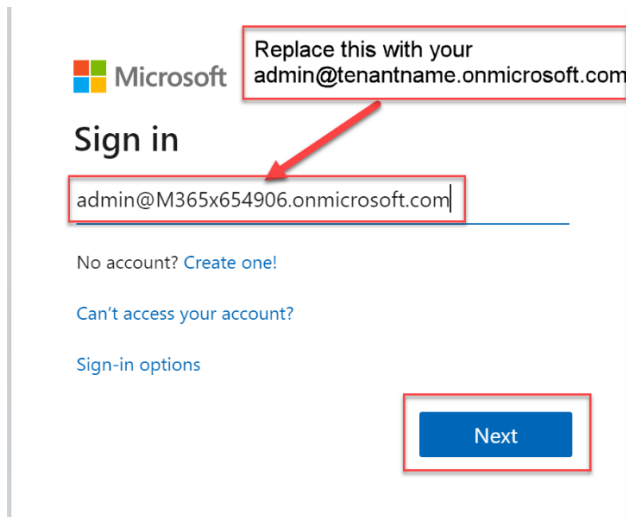 Replace this with your
admin@tenantname.onmicrosoft.com
Microsoft
Sign in
admin@M365x654906.onmicrosoft.com
No account? Create one!
Can't access your account?
Sign-in options
Next